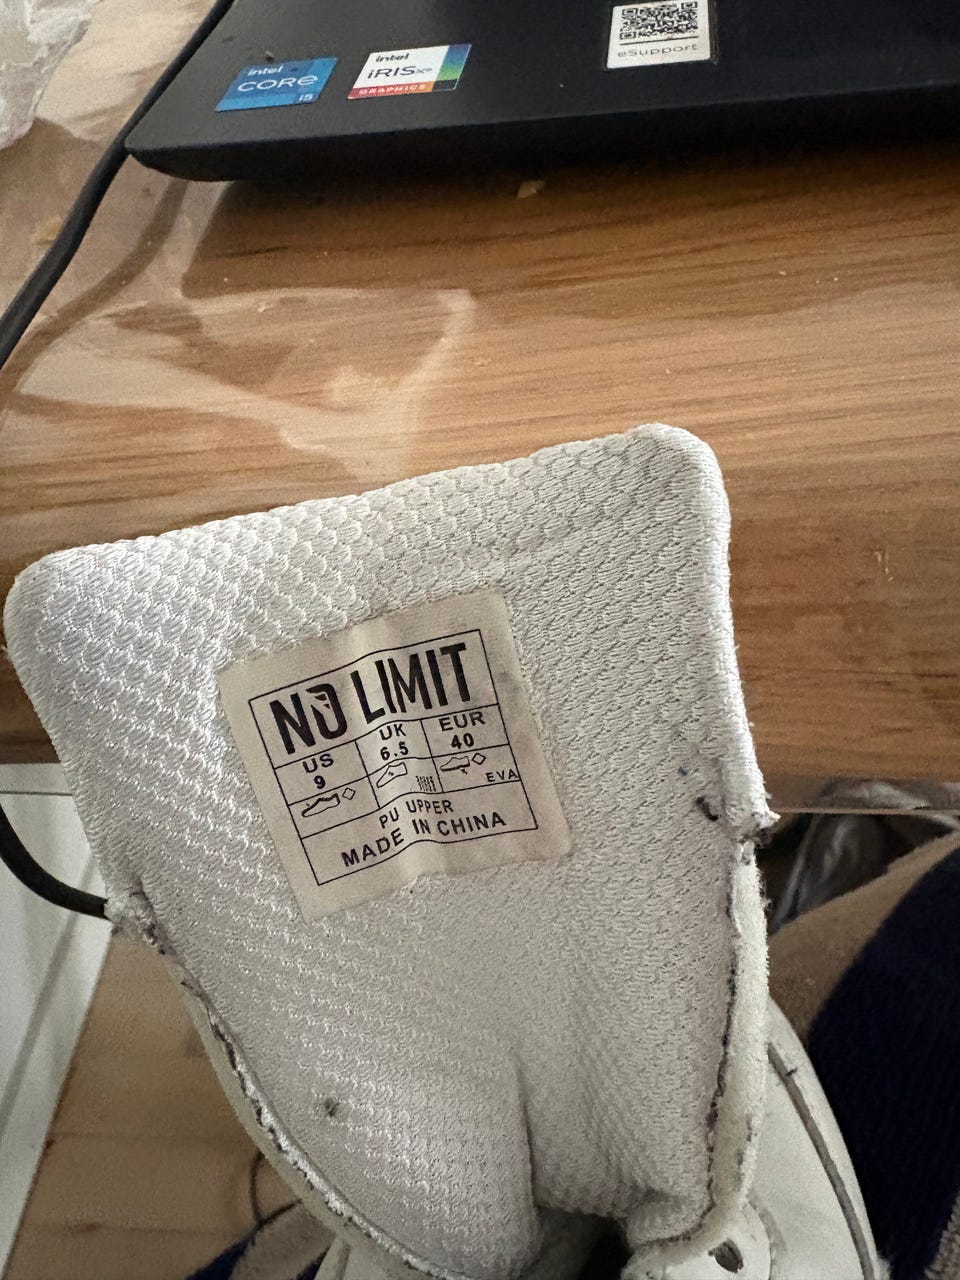 intel
CORE
i5
intel
iRIS Xe
GRAPHICS
eSupport
NO LIMIT
US UK EUR
9 6.5 40
EVA
PU UPPER
MADE IN CHINA